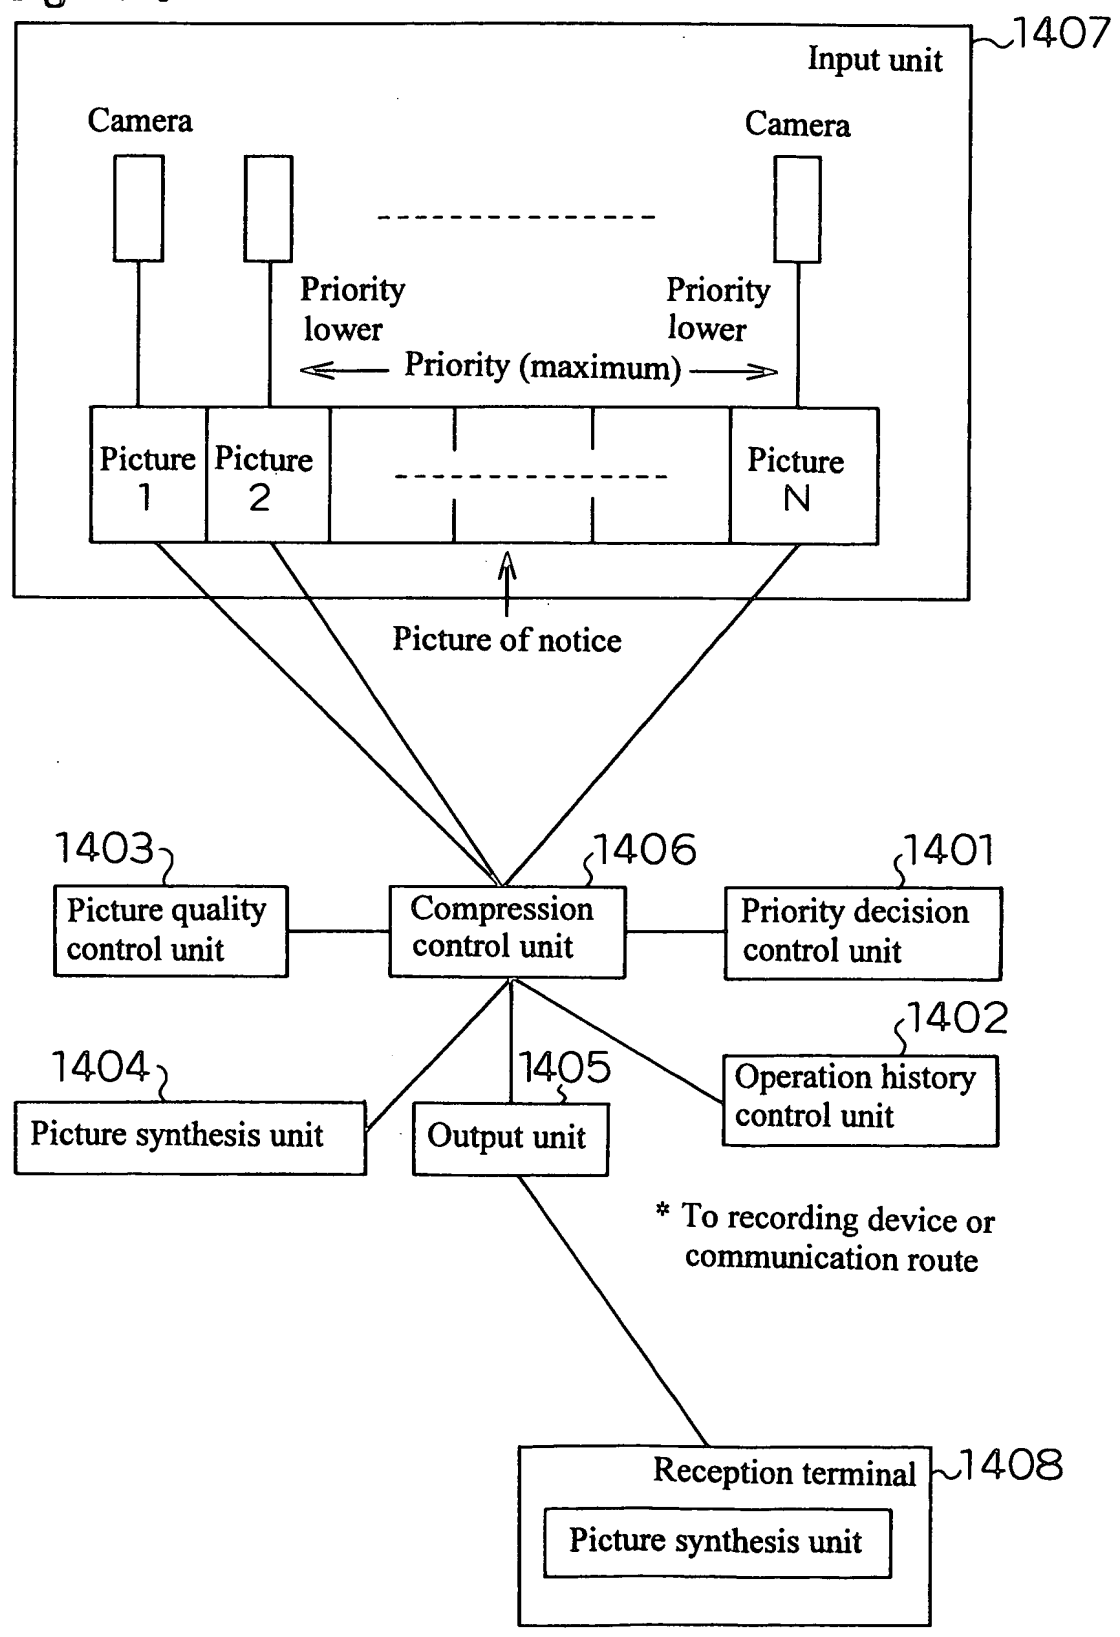 1407
Input unit
Camera
Camera
Priority
lower
Priority
lower
Priority (maximum)
Picture
1
Picture
2
Picture
N
Picture of notice
1403
1406
1401
Picture quality
control unit
Compression
control unit
Priority decision
control unit
1402
1404
1405
Operation history
control unit
Picture synthesis unit
Output unit
* To recording device or
communication route
Reception terminal
1408
Picture synthesis unit